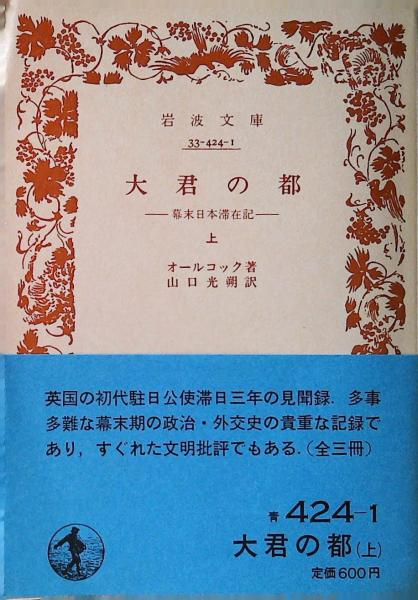 岩波文庫
33-424-1
大君の都
──幕末日本滞在記──
上
オールコック著
山口光朔訳
英国の初代駐日公使滞日三年の見聞録．多事
多難な幕末期の政治・外交史の貴重な記録で
あり，すぐれた文明批評でもある．（全三冊）
青 424-1
大君の都(上)
定価600円